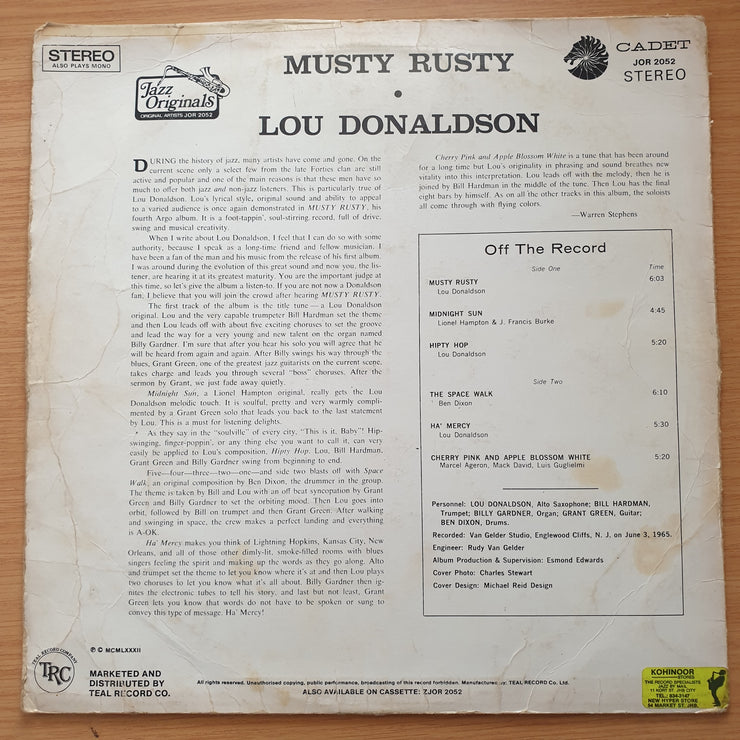 STEREO
ALSO PLAYS MONO
Jazz
Originals
ORIGINAL ARTISTS JOR 2052
MUSTY RUSTY
•
LOU DONALDSON
CADET
JOR 2052
STEREO
DURING the history of jazz, many artists have come and gone. On the
current scene only a select few from the late Forties clan are still
active and popular and one of the main reasons is that these men have so
much to offer both jazz and non-jazz listeners. This is particularly true of
Lou Donaldson. Lou's lyrical style, original sound and ability to appeal
to a varied audience is once again demonstrated in MUSTY RUSTY, his
fourth Argo album. It is a foot-tappin', soul-stirring record, full of drive,
swing and musical creativity.
When I write about Lou Donaldson, I feel that I can do so with some
authority, because I speak as a long-time friend and fellow musician. I
have been a fan of the man and his music from the release of his first album.
I was around during the evolution of this great sound and now you, the lis-
tener, are hearing it at its greatest maturity. You are the important judge at
this time, so let's give the album a listen-to. If you are not now a Donaldson
fan, I believe that you will join the crowd after hearing MUSTY RUSTY.
The first track of the album is the title tune — a Lou Donaldson
original. Lou and the very capable trumpeter Bill Hardman set the theme
and then Lou leads off with about five exciting choruses to set the groove
and lead the way for a very young and new talent on the organ named
Billy Gardner. I'm sure that after you hear his solo you will agree that he
will be heard from again and again. After Billy swings his way through the
blues, Grant Green, one of the greatest jazz guitarists on the current scene,
takes charge and leads you through several "boss" choruses. After the
sermon by Grant, we just fade away quietly.
Midnight Sun, a Lionel Hampton original, really gets the Lou
Donaldson melodic touch. It is soulful, pretty and very warmly compli-
mented by a Grant Green solo that leads you back to the last statement
by Lou. This is a must for listening delights.
As they say in the "soulville" of every city, "This is it, Baby"! Hip-
swinging, finger-poppin', or any thing else you want to call it, can very
easily be applied to Lou's composition, Hipty Hop. Lou, Bill Hardman,
Grant Green and Billy Gardner swing from beginning to end.
Five—four—three—two—one—and side two blasts off with Space
Walk, an original composition by Ben Dixon, the drummer in the group.
The theme is taken by Bill and Lou with an off beat syncopation by Grant
Green and Billy Gardner to set the orbiting mood. Then Lou goes into
orbit, followed by Bill on trumpet and then Grant Green. After walking
and swinging in space, the crew makes a perfect landing and everything
is A-OK.
Ha' Mercy makes you think of Lightning Hopkins, Kansas City, New
Orleans, and all of those other dimly-lit, smoke-filled rooms with blues
singers feeling the spirit and making up the words as they go along. Alto
and trumpet set the theme to let you know where it's at and then Lou plays
two choruses to let you know what it's all about. Billy Gardner then ig-
nites the electronic tubes to tell his story, and last but not least, Grant
Green lets you know that words do not have to be spoken or sung to
convey this type of message. Ha' Mercy!
Cherry Pink and Apple Blossom White is a tune that has been around
for a long time but Lou's originality in phrasing and sound breathes new
vitality into this interpretation. Lou leads off with the melody, then he is
joined by Bill Hardman in the middle of the tune. Then Lou has the final
eight bars by himself. As on all the other tracks in this album, the soloists
all come through with flying colors.
—Warren Stephens
Off The Record
Side One Time
MUSTY RUSTY 6:03
Lou Donaldson
MIDNIGHT SUN 4:45
Lionel Hampton & J. Francis Burke
HIPTY HOP 5:20
Lou Donaldson
Side Two
THE SPACE WALK 6:10
Ben Dixon
HA' MERCY 5:30
Lou Donaldson
CHERRY PINK AND APPLE BLOSSOM WHITE 5:20
Marcel Ageron, Mack David, Luis Guglielmi
Personnel: LOU DONALDSON, Alto Saxophone; BILL HARDMAN,
Trumpet; BILLY GARDNER, Organ; GRANT GREEN, Guitar;
BEN DIXON, Drums.
Recorded: Van Gelder Studio, Englewood Cliffs, N. J. on June 3, 1965.
Engineer: Rudy Van Gelder
Album Production & Supervision: Esmond Edwards
Cover Photo: Charles Stewart
Cover Design: Michael Reid Design
℗ © MCMLXXXII
TEAL RECORD COMPANY
TRC
MARKETED AND
DISTRIBUTED BY
TEAL RECORD CO.
All rights reserved. Unauthorised copying, public performance, broadcasting of this record forbidden. Manufactured by: TEAL RECORD Co. Ltd.
ALSO AVAILABLE ON CASSETTE: ZJOR 2052
KOHINOOR
STORES
THE RECORD SPECIALISTS
JAZZ BY MAIL
11 KORT ST. JHB CITY
TEL.: 834-3147
NEW HYPER STORE
54 MARKET ST. JHB.